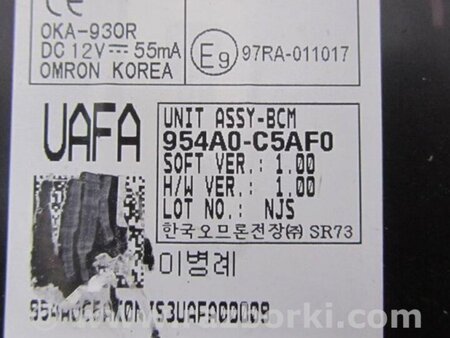 CE
OKA-930R
DC 12V⎓55mA
OMRON KOREA
E9 97RA-011017
UAFA
UNIT ASSY-BCM
954A0-C5AF0
SOFT VER.: 1.00
H/W VER.: 1.00
LOT NO.: NJS
한국오므론전장㈜ SR73
이병례